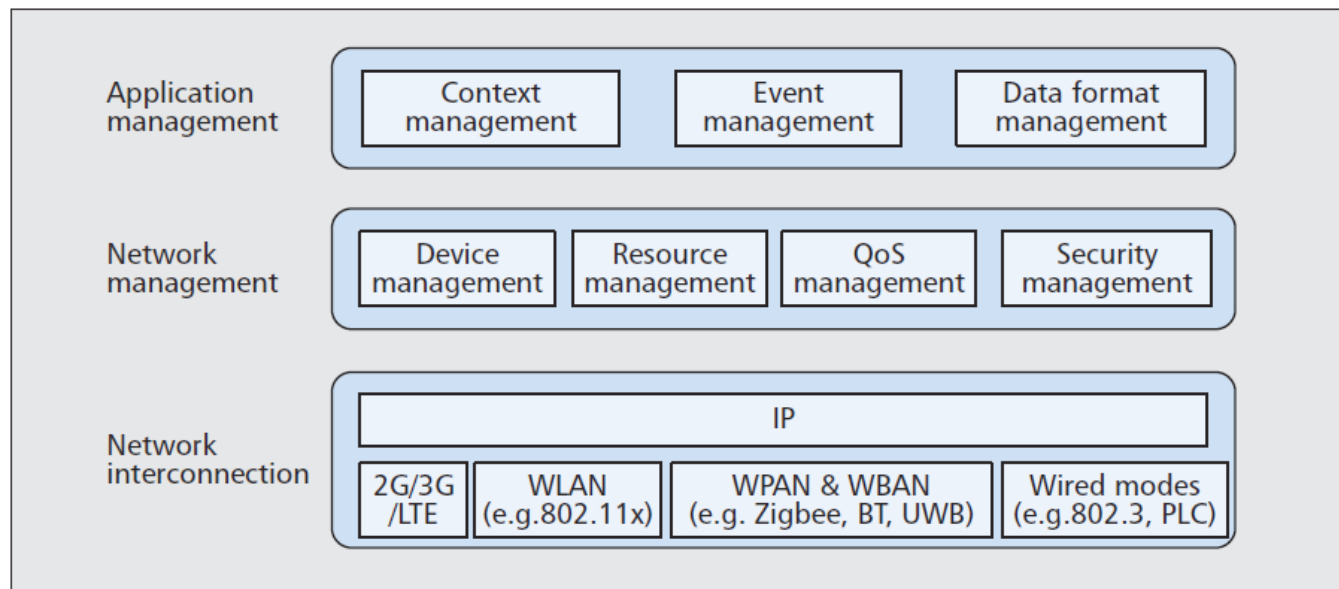 Application
management
Context
management
Event
management
Data format
management
Network
management
Device
management
Resource
management
QoS
management
Security
management
Network
interconnection
IP
2G/3G
/LTE
WLAN
(e.g.802.11x)
WPAN & WBAN
(e.g. Zigbee, BT, UWB)
Wired modes
(e.g.802.3, PLC)